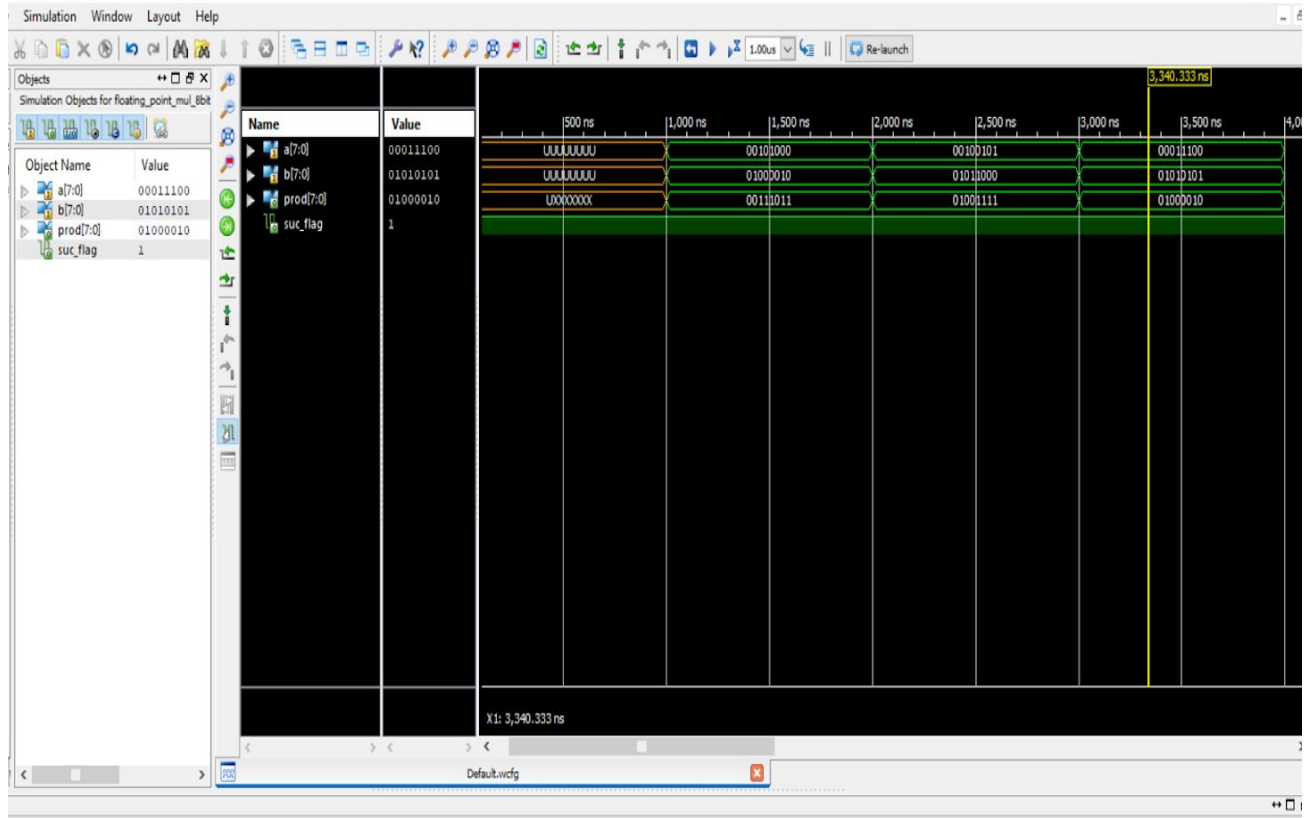 Simulation Window Layout Help
1.00us Re-launch
Objects
Simulation Objects for floating_point_mul_8bit
Object Name Value
a[7:0] 00011100
b[7:0] 01010101
prod[7:0] 01000010
suc_flag 1
Name Value
a[7:0] 00011100
b[7:0] 01010101
prod[7:0] 01000010
suc_flag 1
3,340.333 ns
500 ns 1,000 ns 1,500 ns 2,000 ns 2,500 ns 3,000 ns 3,500 ns
UUUUUUUU 00101000 00100101 00011100
UUUUUUUU 01000010 01011000 01010101
UXXXXXXX 00111011 01001111 01000010
X1: 3,340.333 ns
Default.wcfg